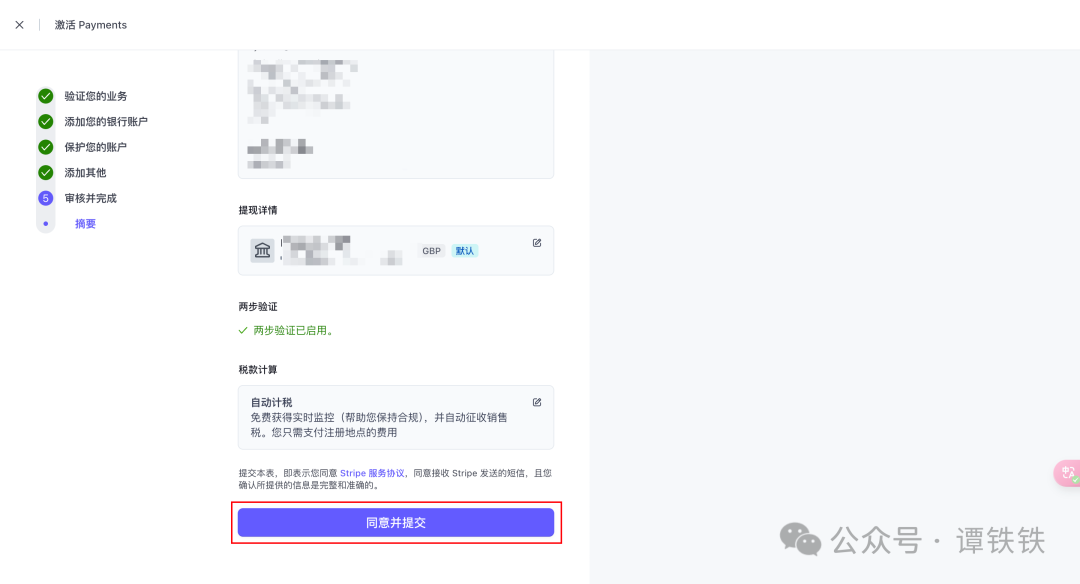 激活 Payments
验证您的业务
添加您的银行账户
保护您的账户
添加其他
5 审核并完成
摘要
提现详情
GBP 默认
两步验证
两步验证已启用。
税款计算
自动计税
免费获得实时监控（帮助您保持合规），并自动征收销售
税。您只需支付注册地点的费用
提交本表，即表示您同意 Stripe 服务协议，同意接收 Stripe 发送的短信，且您
确认所提供的信息是完整和准确的。
同意并提交
公众号 · 谭铁铁